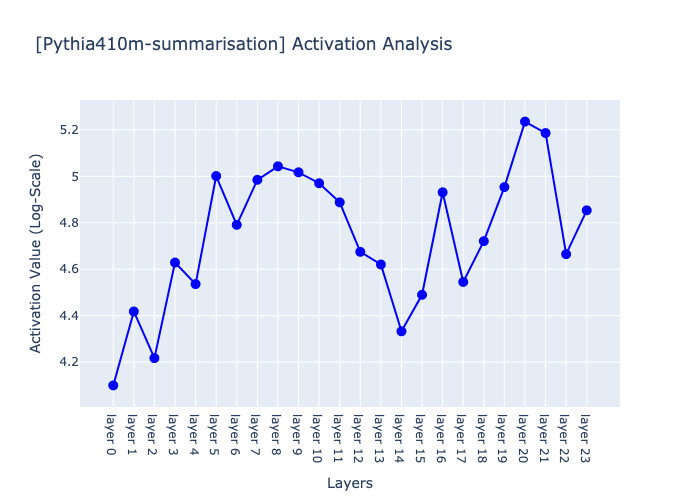 [Pythia410m-summarisation] Activation Analysis
Activation Value (Log-Scale)
5.2
5
4.8
4.6
4.4
4.2
layer 0
layer 1
layer 2
layer 3
layer 4
layer 5
layer 6
layer 7
layer 8
layer 9
layer 10
layer 11
layer 12
layer 13
layer 14
layer 15
layer 16
layer 17
layer 18
layer 19
layer 20
layer 21
layer 22
layer 23
Layers